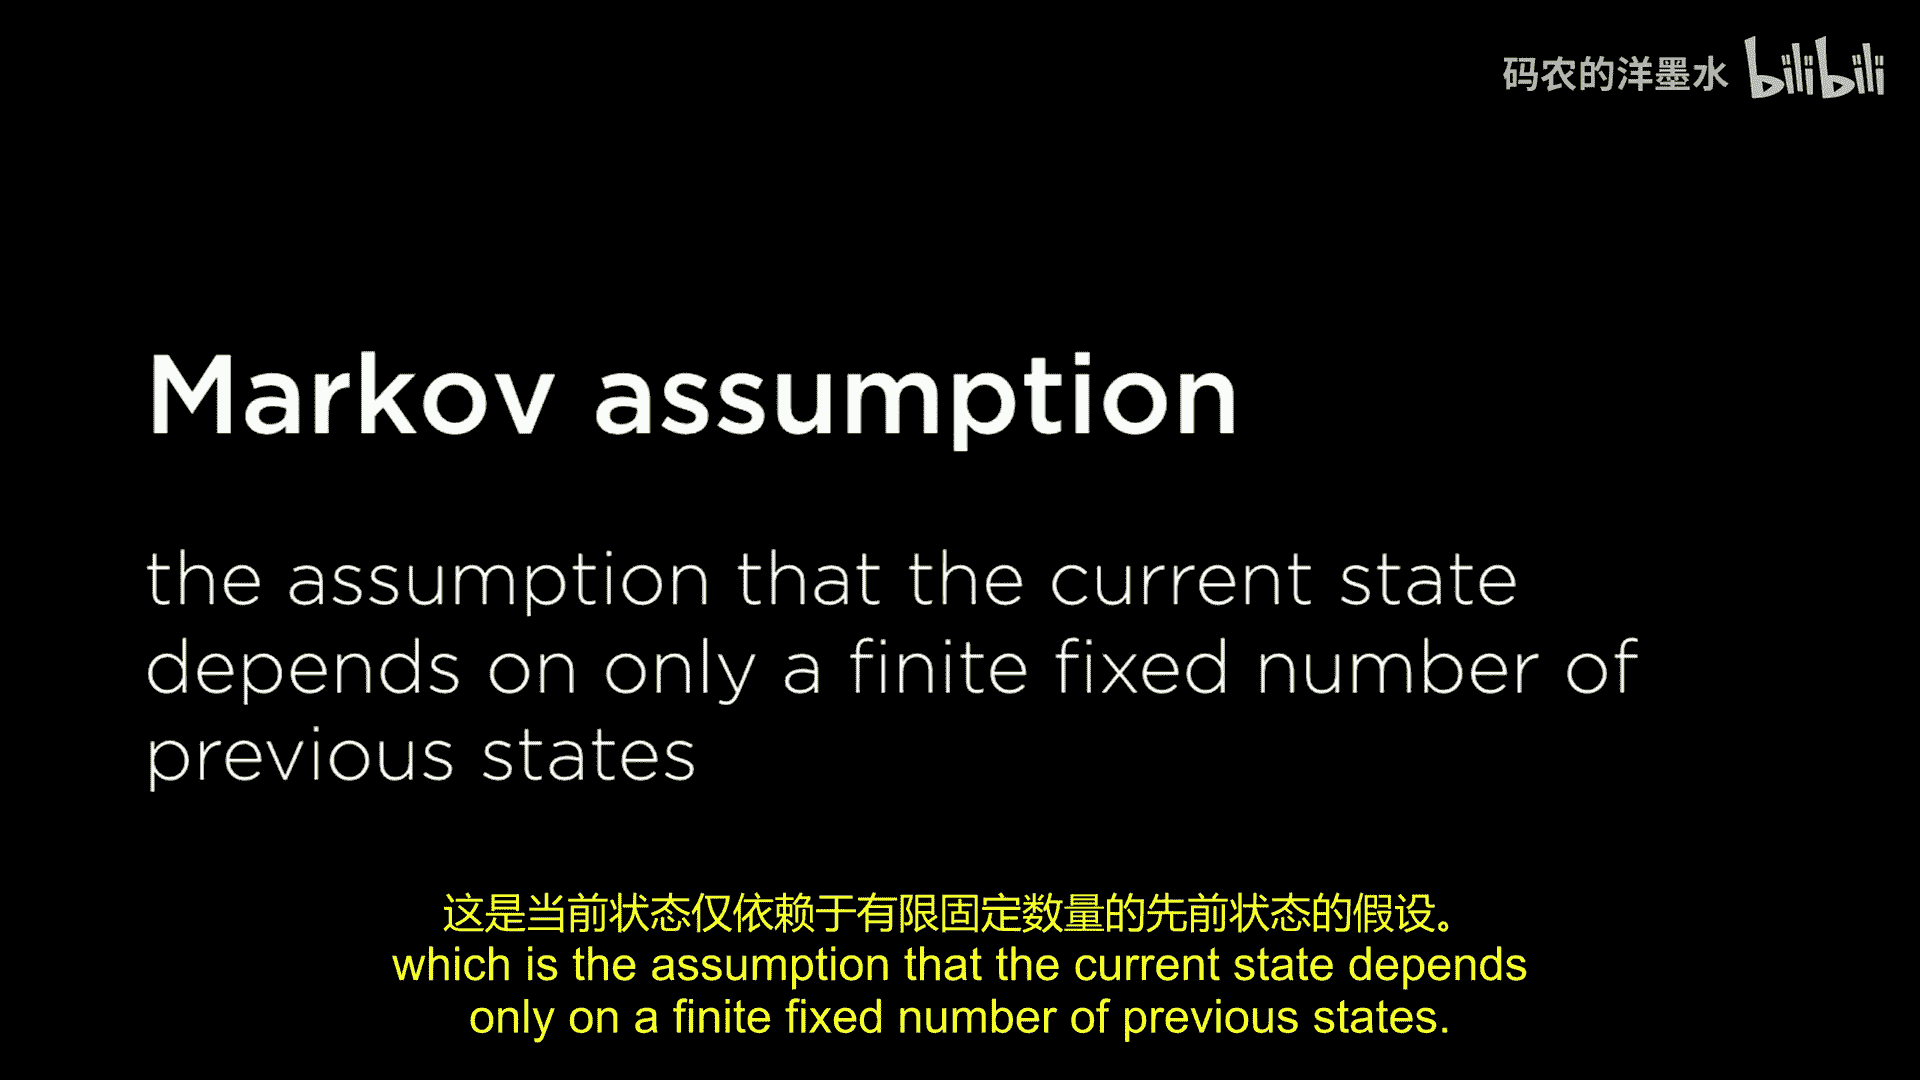 码农的洋墨水 bilibili
Markov assumption
the assumption that the current state
depends on only a finite fixed number of
previous states
这是当前状态仅依赖于有限固定数量的先前状态的假设。
which is the assumption that the current state depends
only on a finite fixed number of previous states.